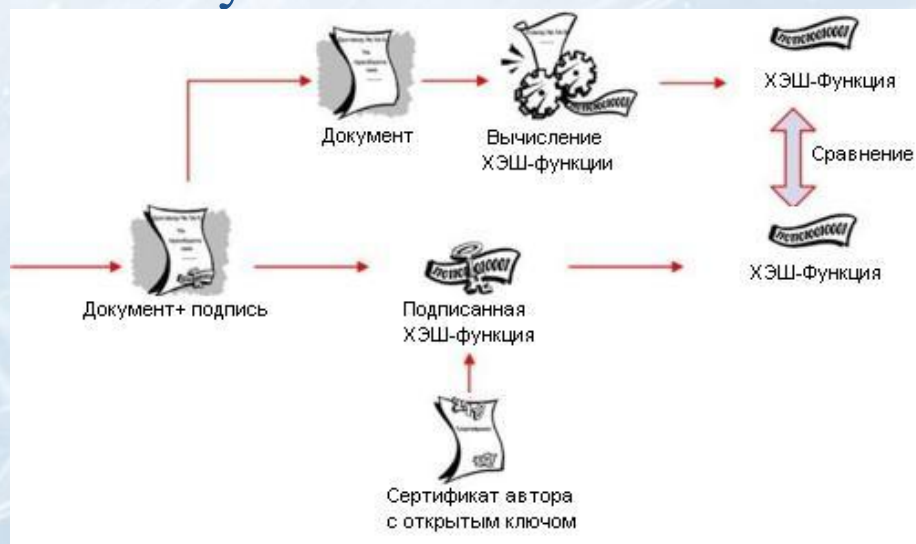 Документ
Вычисление
ХЭШ-функции
ХЭШ-Функция
Сравнение
ХЭШ-Функция
Документ+ подпись
Подписанная
ХЭШ-функция
Сертификат автора
с открытым ключом